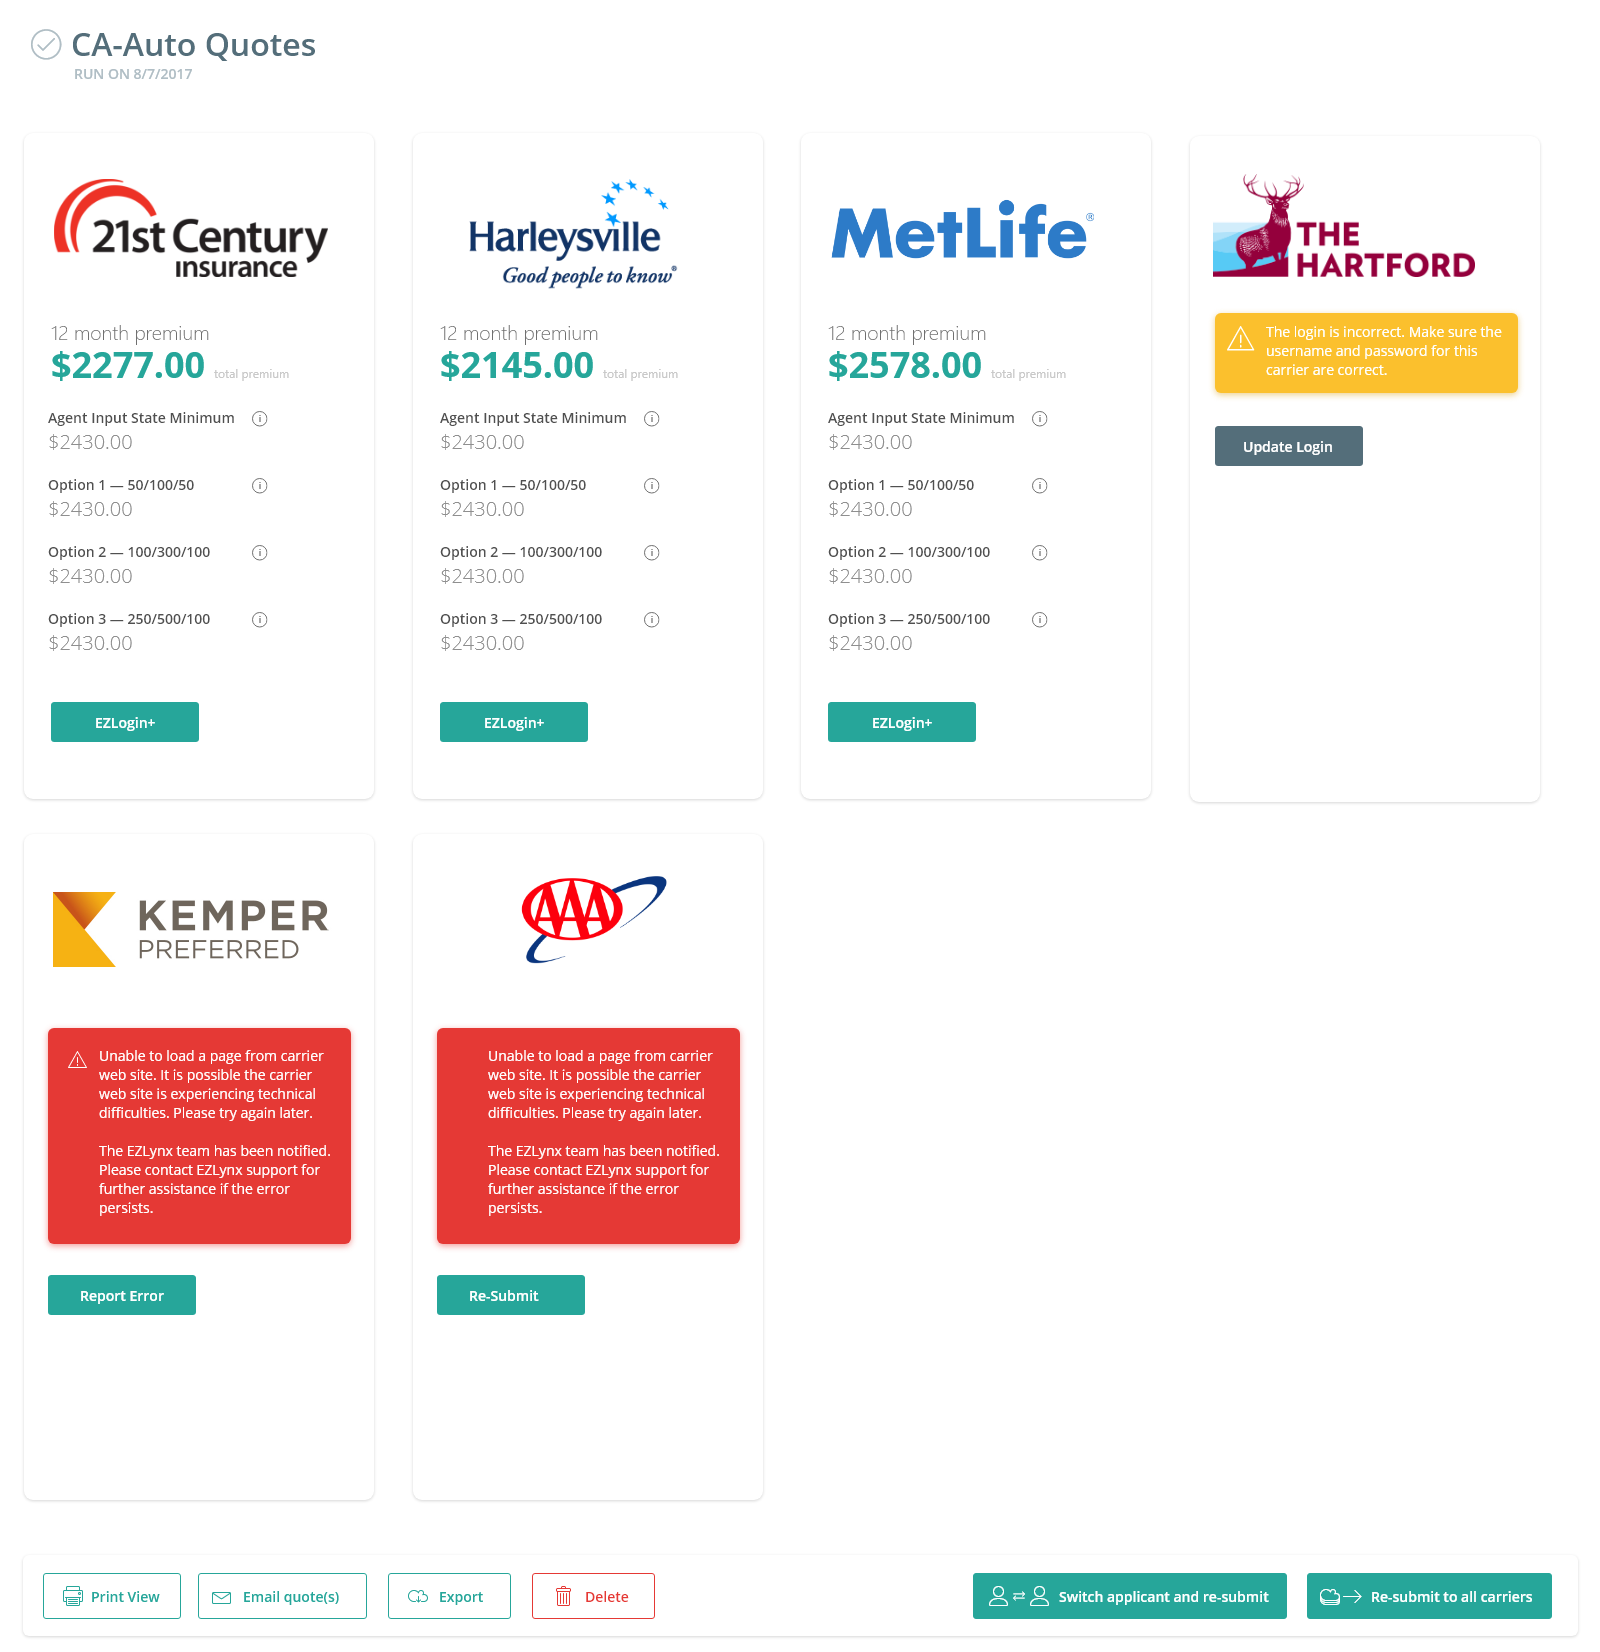 CA-Auto Quotes
RUN ON 8/7/2017
21st Century
insurance
12 month premium
$2277.00 total premium
Agent Input State Minimum
$2430.00
Option 1 — 50/100/50
$2430.00
Option 2 — 100/300/100
$2430.00
Option 3 — 250/500/100
$2430.00
EZLogin+
Harleysville
Good people to know®
12 month premium
$2145.00 total premium
Agent Input State Minimum
$2430.00
Option 1 — 50/100/50
$2430.00
Option 2 — 100/300/100
$2430.00
Option 3 — 250/500/100
$2430.00
EZLogin+
MetLife®
12 month premium
$2578.00 total premium
Agent Input State Minimum
$2430.00
Option 1 — 50/100/50
$2430.00
Option 2 — 100/300/100
$2430.00
Option 3 — 250/500/100
$2430.00
EZLogin+
THE
HARTFORD
The login is incorrect. Make sure the
username and password for this
carrier are correct.
Update Login
KEMPER
PREFERRED
Unable to load a page from carrier
web site. It is possible the carrier
web site is experiencing technical
difficulties. Please try again later.
The EZLynx team has been notified.
Please contact EZLynx support for
further assistance if the error
persists.
Report Error
AAA
Unable to load a page from carrier
web site. It is possible the carrier
web site is experiencing technical
difficulties. Please try again later.
The EZLynx team has been notified.
Please contact EZLynx support for
further assistance if the error
persists.
Re-Submit
Print View
Email quote(s)
Export
Delete
Switch applicant and re-submit
Re-submit to all carriers